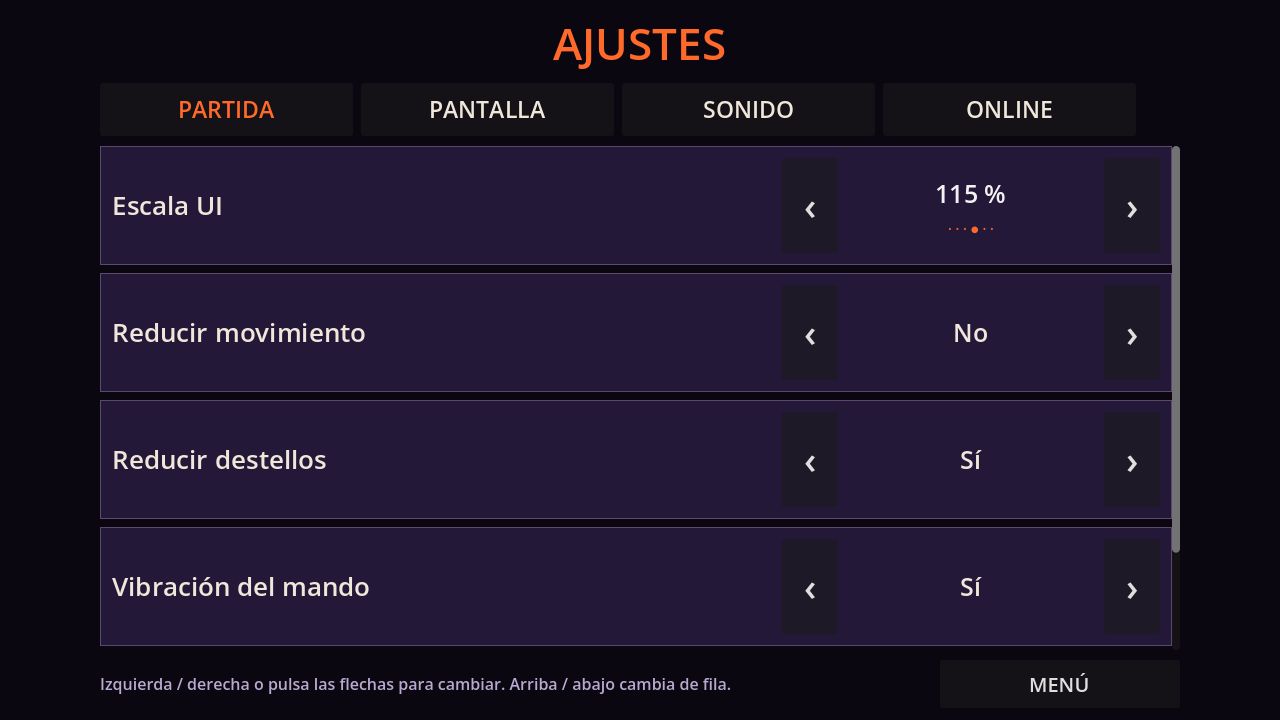 AJUSTES
PARTIDA PANTALLA SONIDO ONLINE
Escala UI ‹ 115 % ›
Reducir movimiento ‹ No ›
Reducir destellos ‹ Sí ›
Vibración del mando ‹ Sí ›
Izquierda / derecha o pulsa las flechas para cambiar. Arriba / abajo cambia de fila. MENÚ